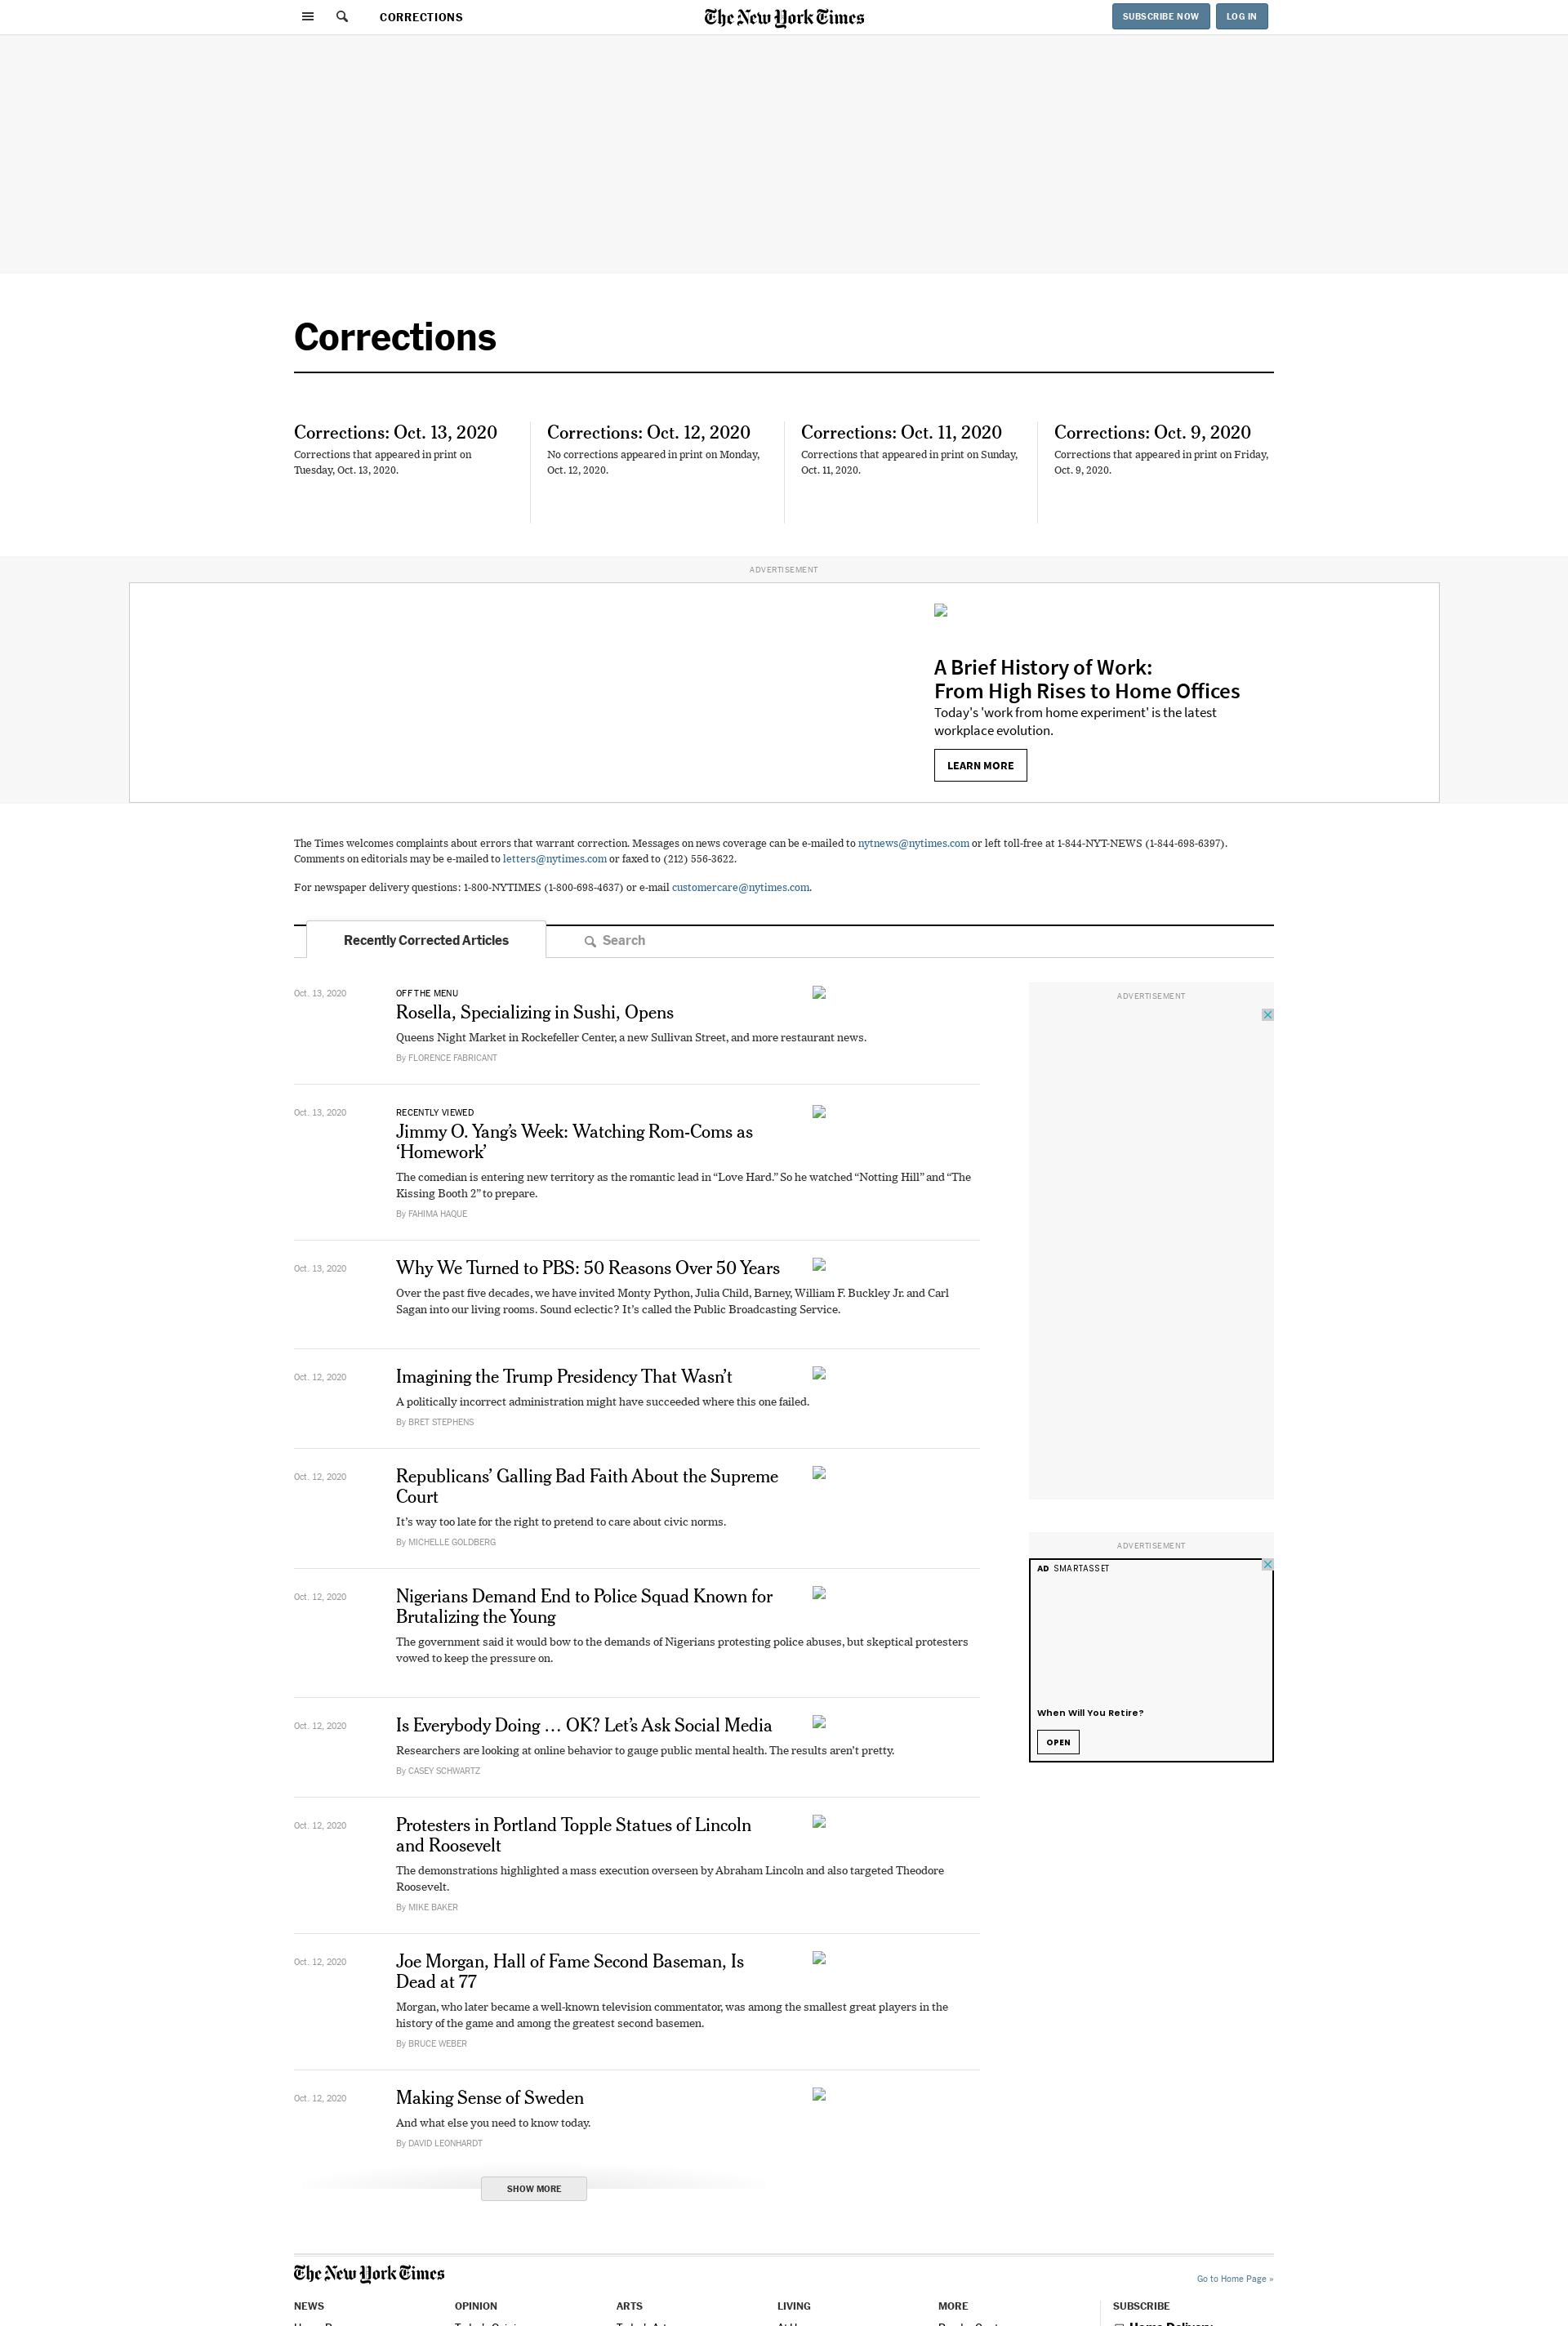 CORRECTIONS
The New York Times
SUBSCRIBE NOW
LOG IN
Corrections
Corrections: Oct. 13, 2020
Corrections that appeared in print on
Tuesday, Oct. 13, 2020.
Corrections: Oct. 12, 2020
No corrections appeared in print on Monday,
Oct. 12, 2020.
Corrections: Oct. 11, 2020
Corrections that appeared in print on Sunday,
Oct. 11, 2020.
Corrections: Oct. 9, 2020
Corrections that appeared in print on Friday,
Oct. 9, 2020.
ADVERTISEMENT
A Brief History of Work:
From High Rises to Home Offices
Today's 'work from home experiment' is the latest
workplace evolution.
LEARN MORE
The Times welcomes complaints about errors that warrant correction. Messages on news coverage can be e-mailed to nytnews@nytimes.com or left toll-free at 1-844-NYT-NEWS (1-844-698-6397).
Comments on editorials may be e-mailed to letters@nytimes.com or faxed to (212) 556-3622.
For newspaper delivery questions: 1-800-NYTIMES (1-800-698-4637) or e-mail customercare@nytimes.com.
Recently Corrected Articles
Search
Oct. 13, 2020
OFF THE MENU
Rosella, Specializing in Sushi, Opens
Queens Night Market in Rockefeller Center, a new Sullivan Street, and more restaurant news.
By FLORENCE FABRICANT
Oct. 13, 2020
RECENTLY VIEWED
Jimmy O. Yang’s Week: Watching Rom-Coms as
‘Homework’
The comedian is entering new territory as the romantic lead in “Love Hard.” So he watched “Notting Hill” and “The
Kissing Booth 2” to prepare.
By FAHIMA HAQUE
Oct. 13, 2020
Why We Turned to PBS: 50 Reasons Over 50 Years
Over the past five decades, we have invited Monty Python, Julia Child, Barney, William F. Buckley Jr. and Carl
Sagan into our living rooms. Sound eclectic? It’s called the Public Broadcasting Service.
Oct. 12, 2020
Imagining the Trump Presidency That Wasn’t
A politically incorrect administration might have succeeded where this one failed.
By BRET STEPHENS
Oct. 12, 2020
Republicans’ Galling Bad Faith About the Supreme
Court
It’s way too late for the right to pretend to care about civic norms.
By MICHELLE GOLDBERG
Oct. 12, 2020
Nigerians Demand End to Police Squad Known for
Brutalizing the Young
The government said it would bow to the demands of Nigerians protesting police abuses, but skeptical protesters
vowed to keep the pressure on.
Oct. 12, 2020
Is Everybody Doing … OK? Let’s Ask Social Media
Researchers are looking at online behavior to gauge public mental health. The results aren’t pretty.
By CASEY SCHWARTZ
Oct. 12, 2020
Protesters in Portland Topple Statues of Lincoln
and Roosevelt
The demonstrations highlighted a mass execution overseen by Abraham Lincoln and also targeted Theodore
Roosevelt.
By MIKE BAKER
Oct. 12, 2020
Joe Morgan, Hall of Fame Second Baseman, Is
Dead at 77
Morgan, who later became a well-known television commentator, was among the smallest great players in the
history of the game and among the greatest second basemen.
By BRUCE WEBER
Oct. 12, 2020
Making Sense of Sweden
And what else you need to know today.
By DAVID LEONHARDT
SHOW MORE
ADVERTISEMENT
ADVERTISEMENT
AD SMARTASSET
When Will You Retire?
OPEN
The New York Times
Go to Home Page »
NEWS
OPINION
ARTS
LIVING
MORE
SUBSCRIBE
Home Delivery